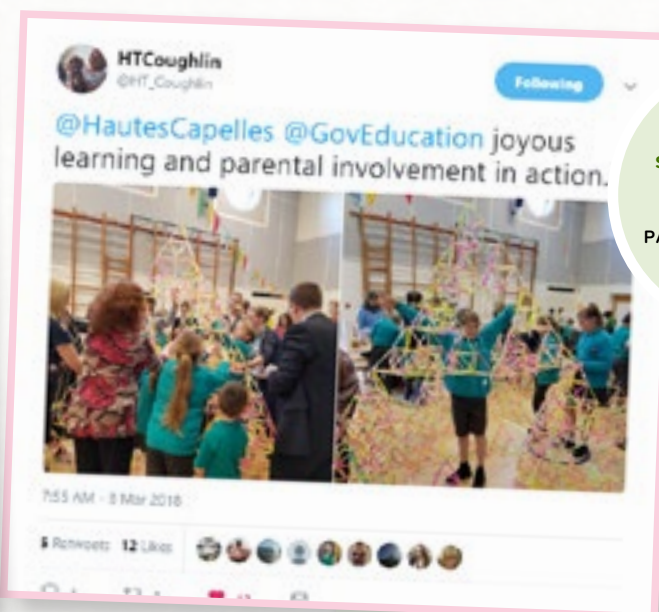 HTCoughlin
@HT_Coughlin
Following
@HautesCapelles @GovEducation joyous
learning and parental involvement in action.
7:55 AM - 8 Mar 2018
5 Retweets 12 Likes